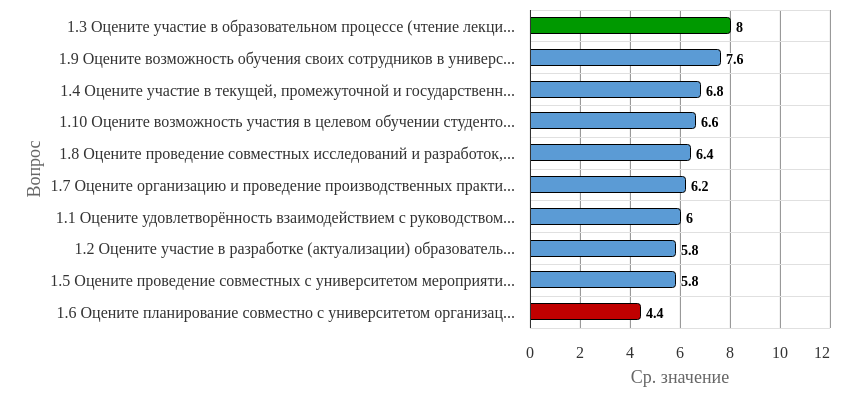 1.3 Оцените участие в образовательном процессе (чтение лекци... 8
1.9 Оцените возможность обучения своих сотрудников в универс... 7.6
1.4 Оцените участие в текущей, промежуточной и государственн... 6.8
1.10 Оцените возможность участия в целевом обучении студенто... 6.6
1.8 Оцените проведение совместных исследований и разработок,... 6.4
1.7 Оцените организацию и проведение производственных практи... 6.2
1.1 Оцените удовлетворённость взаимодействием с руководством... 6
1.2 Оцените участие в разработке (актуализации) образователь... 5.8
1.5 Оцените проведение совместных с университетом мероприяти... 5.8
1.6 Оцените планирование совместно с университетом организац... 4.4
Вопрос
0 2 4 6 8 10 12
Ср. значение